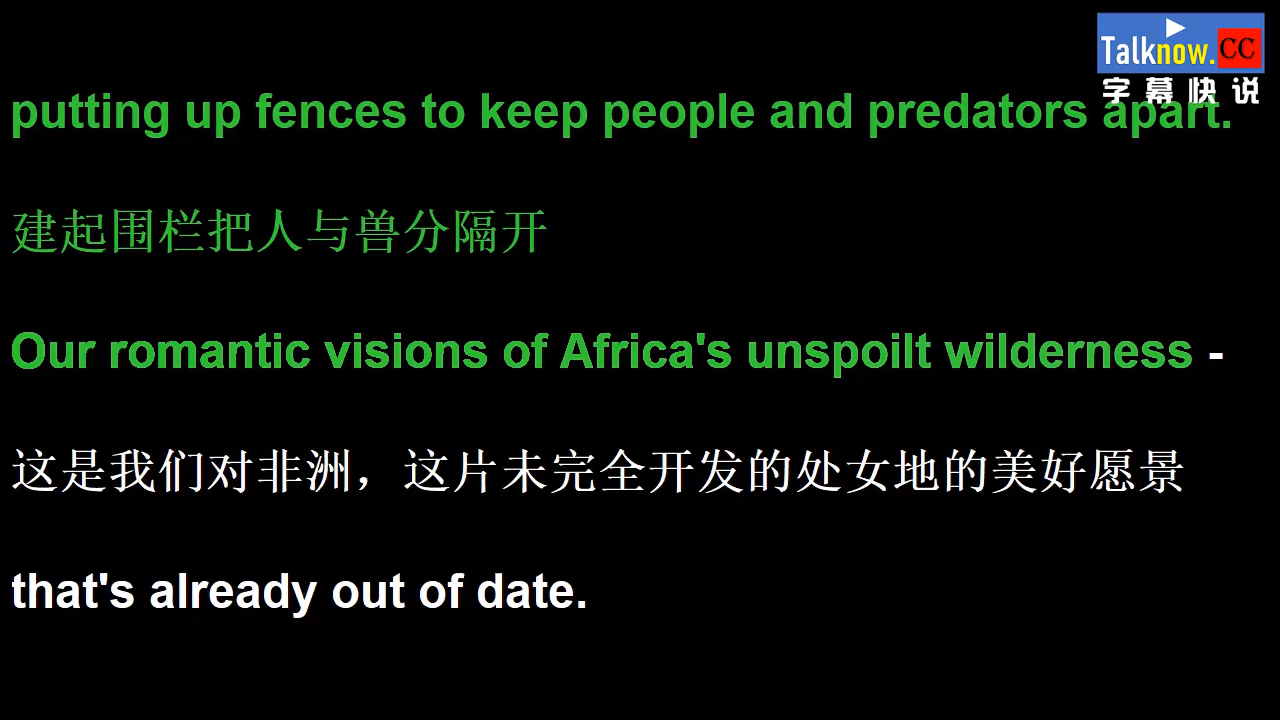 Talknow.CC
字幕快说
putting up fences to keep people and predators apart.
建起围栏把人与兽分隔开
Our romantic visions of Africa's unspoilt wilderness -
这是我们对非洲，这片未完全开发的处女地的美好愿景
that's already out of date.